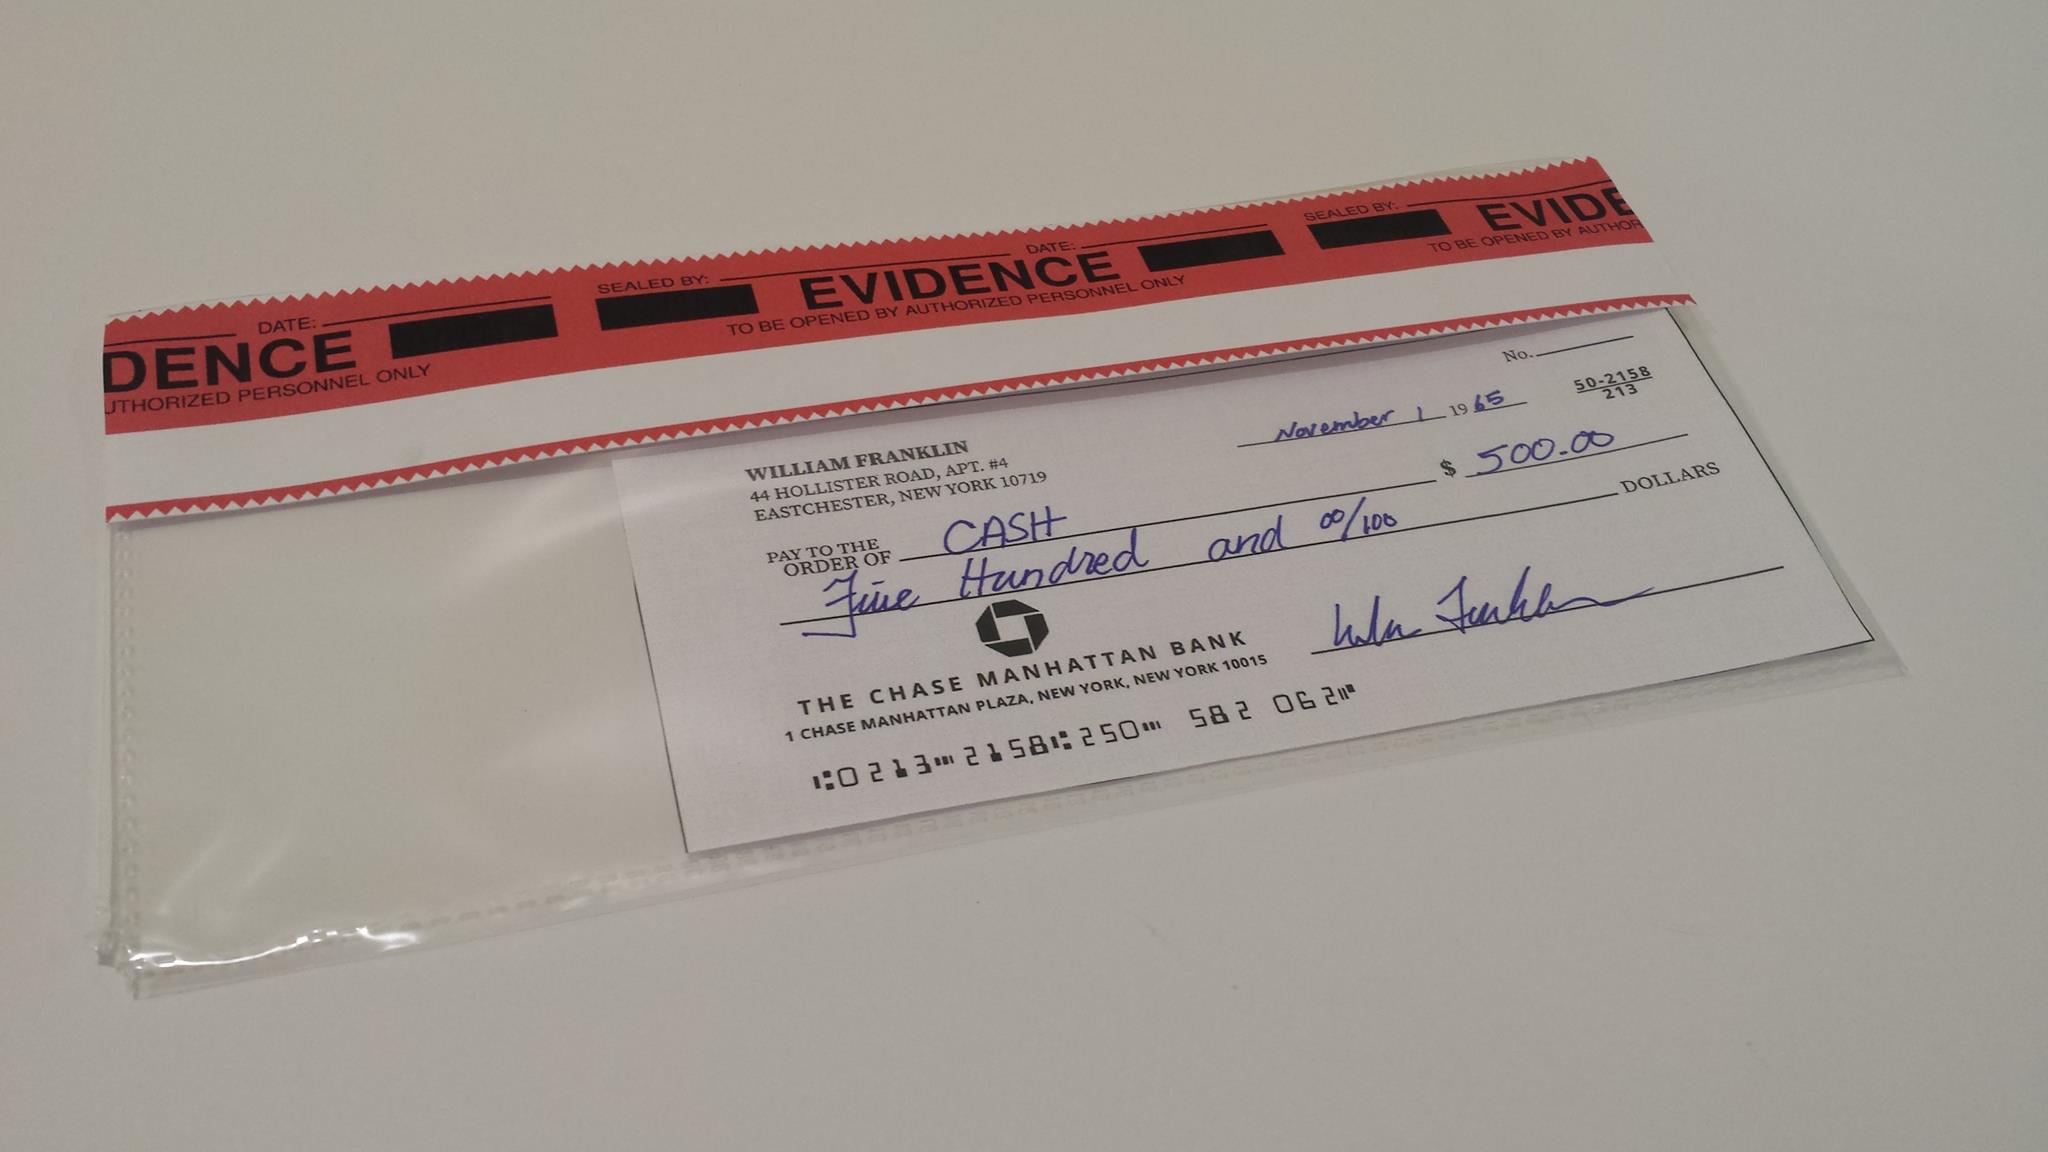 DATE:
DENCE
UTHORIZED PERSONNEL ONLY
SEALED BY:
DATE:
EVIDENCE
TO BE OPENED BY AUTHORIZED PERSONNEL ONLY
SEALED BY:
EVIDE
TO BE OPENED BY AUTHOR
No.
50-2158
213
November 1 1965
WILLIAM FRANKLIN
44 HOLLISTER ROAD, APT. #4
EASTCHESTER, NEW YORK 10719
$ 500.00
PAY TO THE
ORDER OF CASH
Five Hundred and 00/100 DOLLARS
THE CHASE MANHATTAN BANK
1 CHASE MANHATTAN PLAZA, NEW YORK, NEW YORK 10015
⑆0213⑉2158⑆250⑈ 582 062⑈